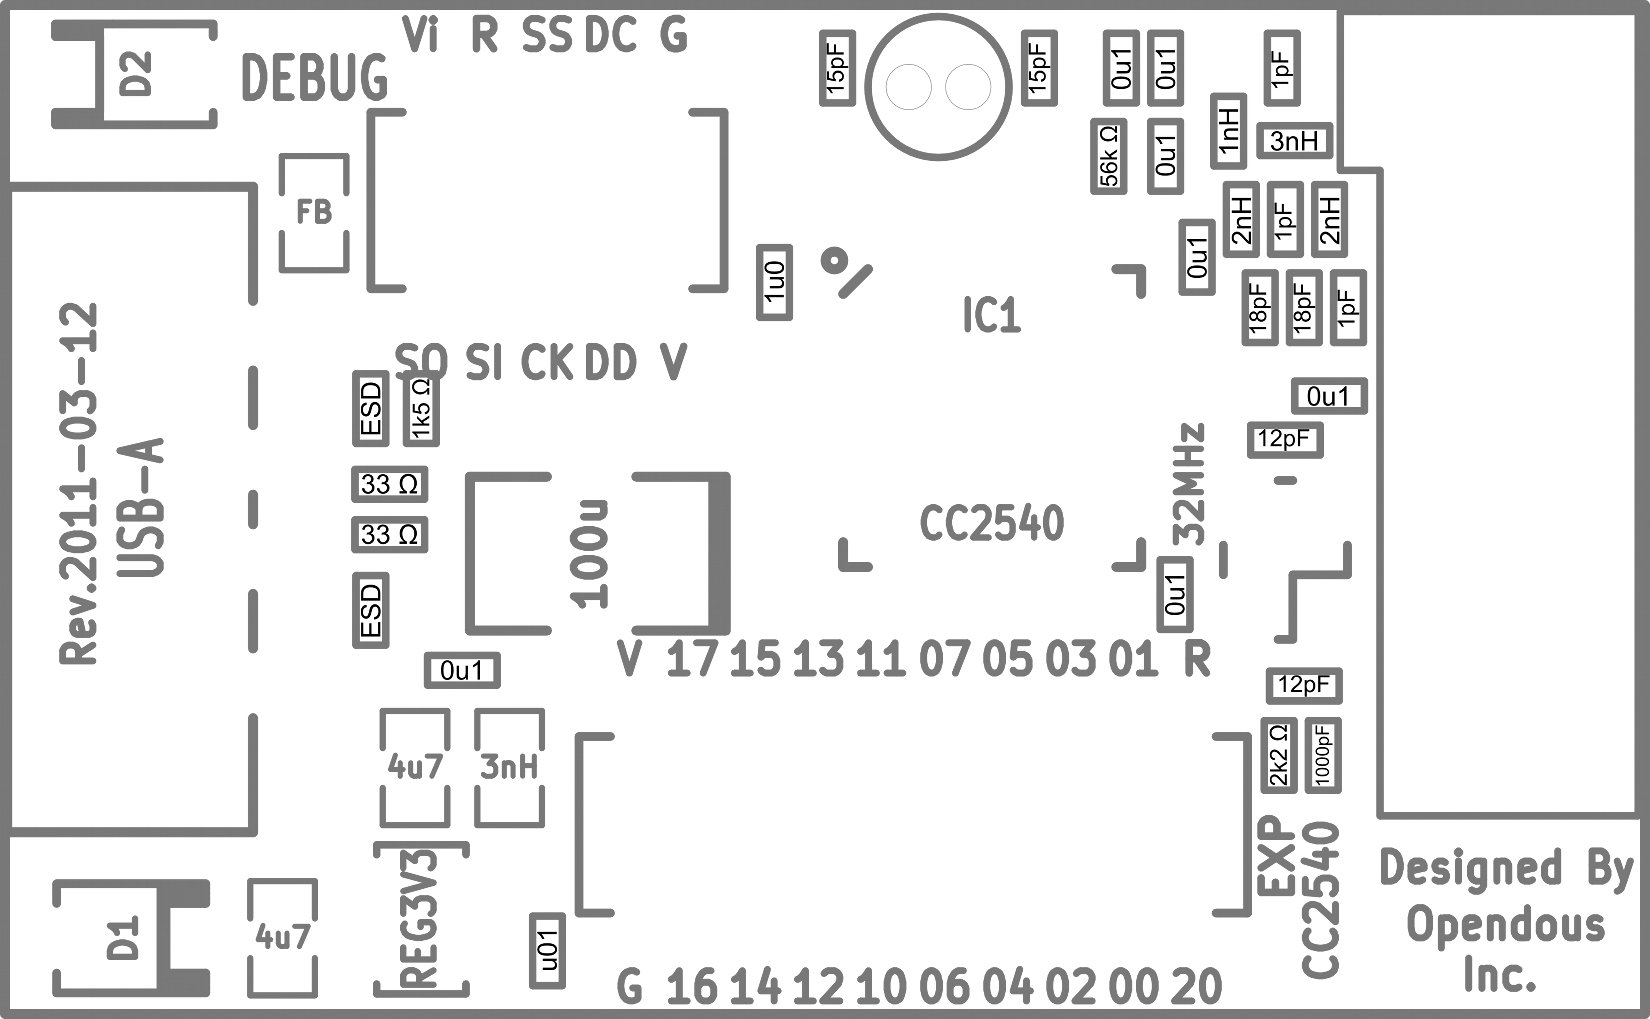 Vi R SS DC G
D2
DEBUG
15pF
15pF
0u1
0u1
1pF
1nH
3nH
56k Ω
0u1
FB
2nH
1pF
2nH
0u1
1u0
IC1
18pF
18pF
1pF
SO SI CK DD V
ESD
1k5 Ω
0u1
12pF
32MHz
Rev.2011-03-12
USB-A
33 Ω
33 Ω
100u
CC2540
0u1
ESD
0u1
V 17 15 13 11 07 05 03 01 R
12pF
4u7
3nH
2k2 Ω
1000pF
EXP
CC2540
REG3V3
Designed By
Opendous
Inc.
D1
4u7
u01
G 16 14 12 10 06 04 02 00 20